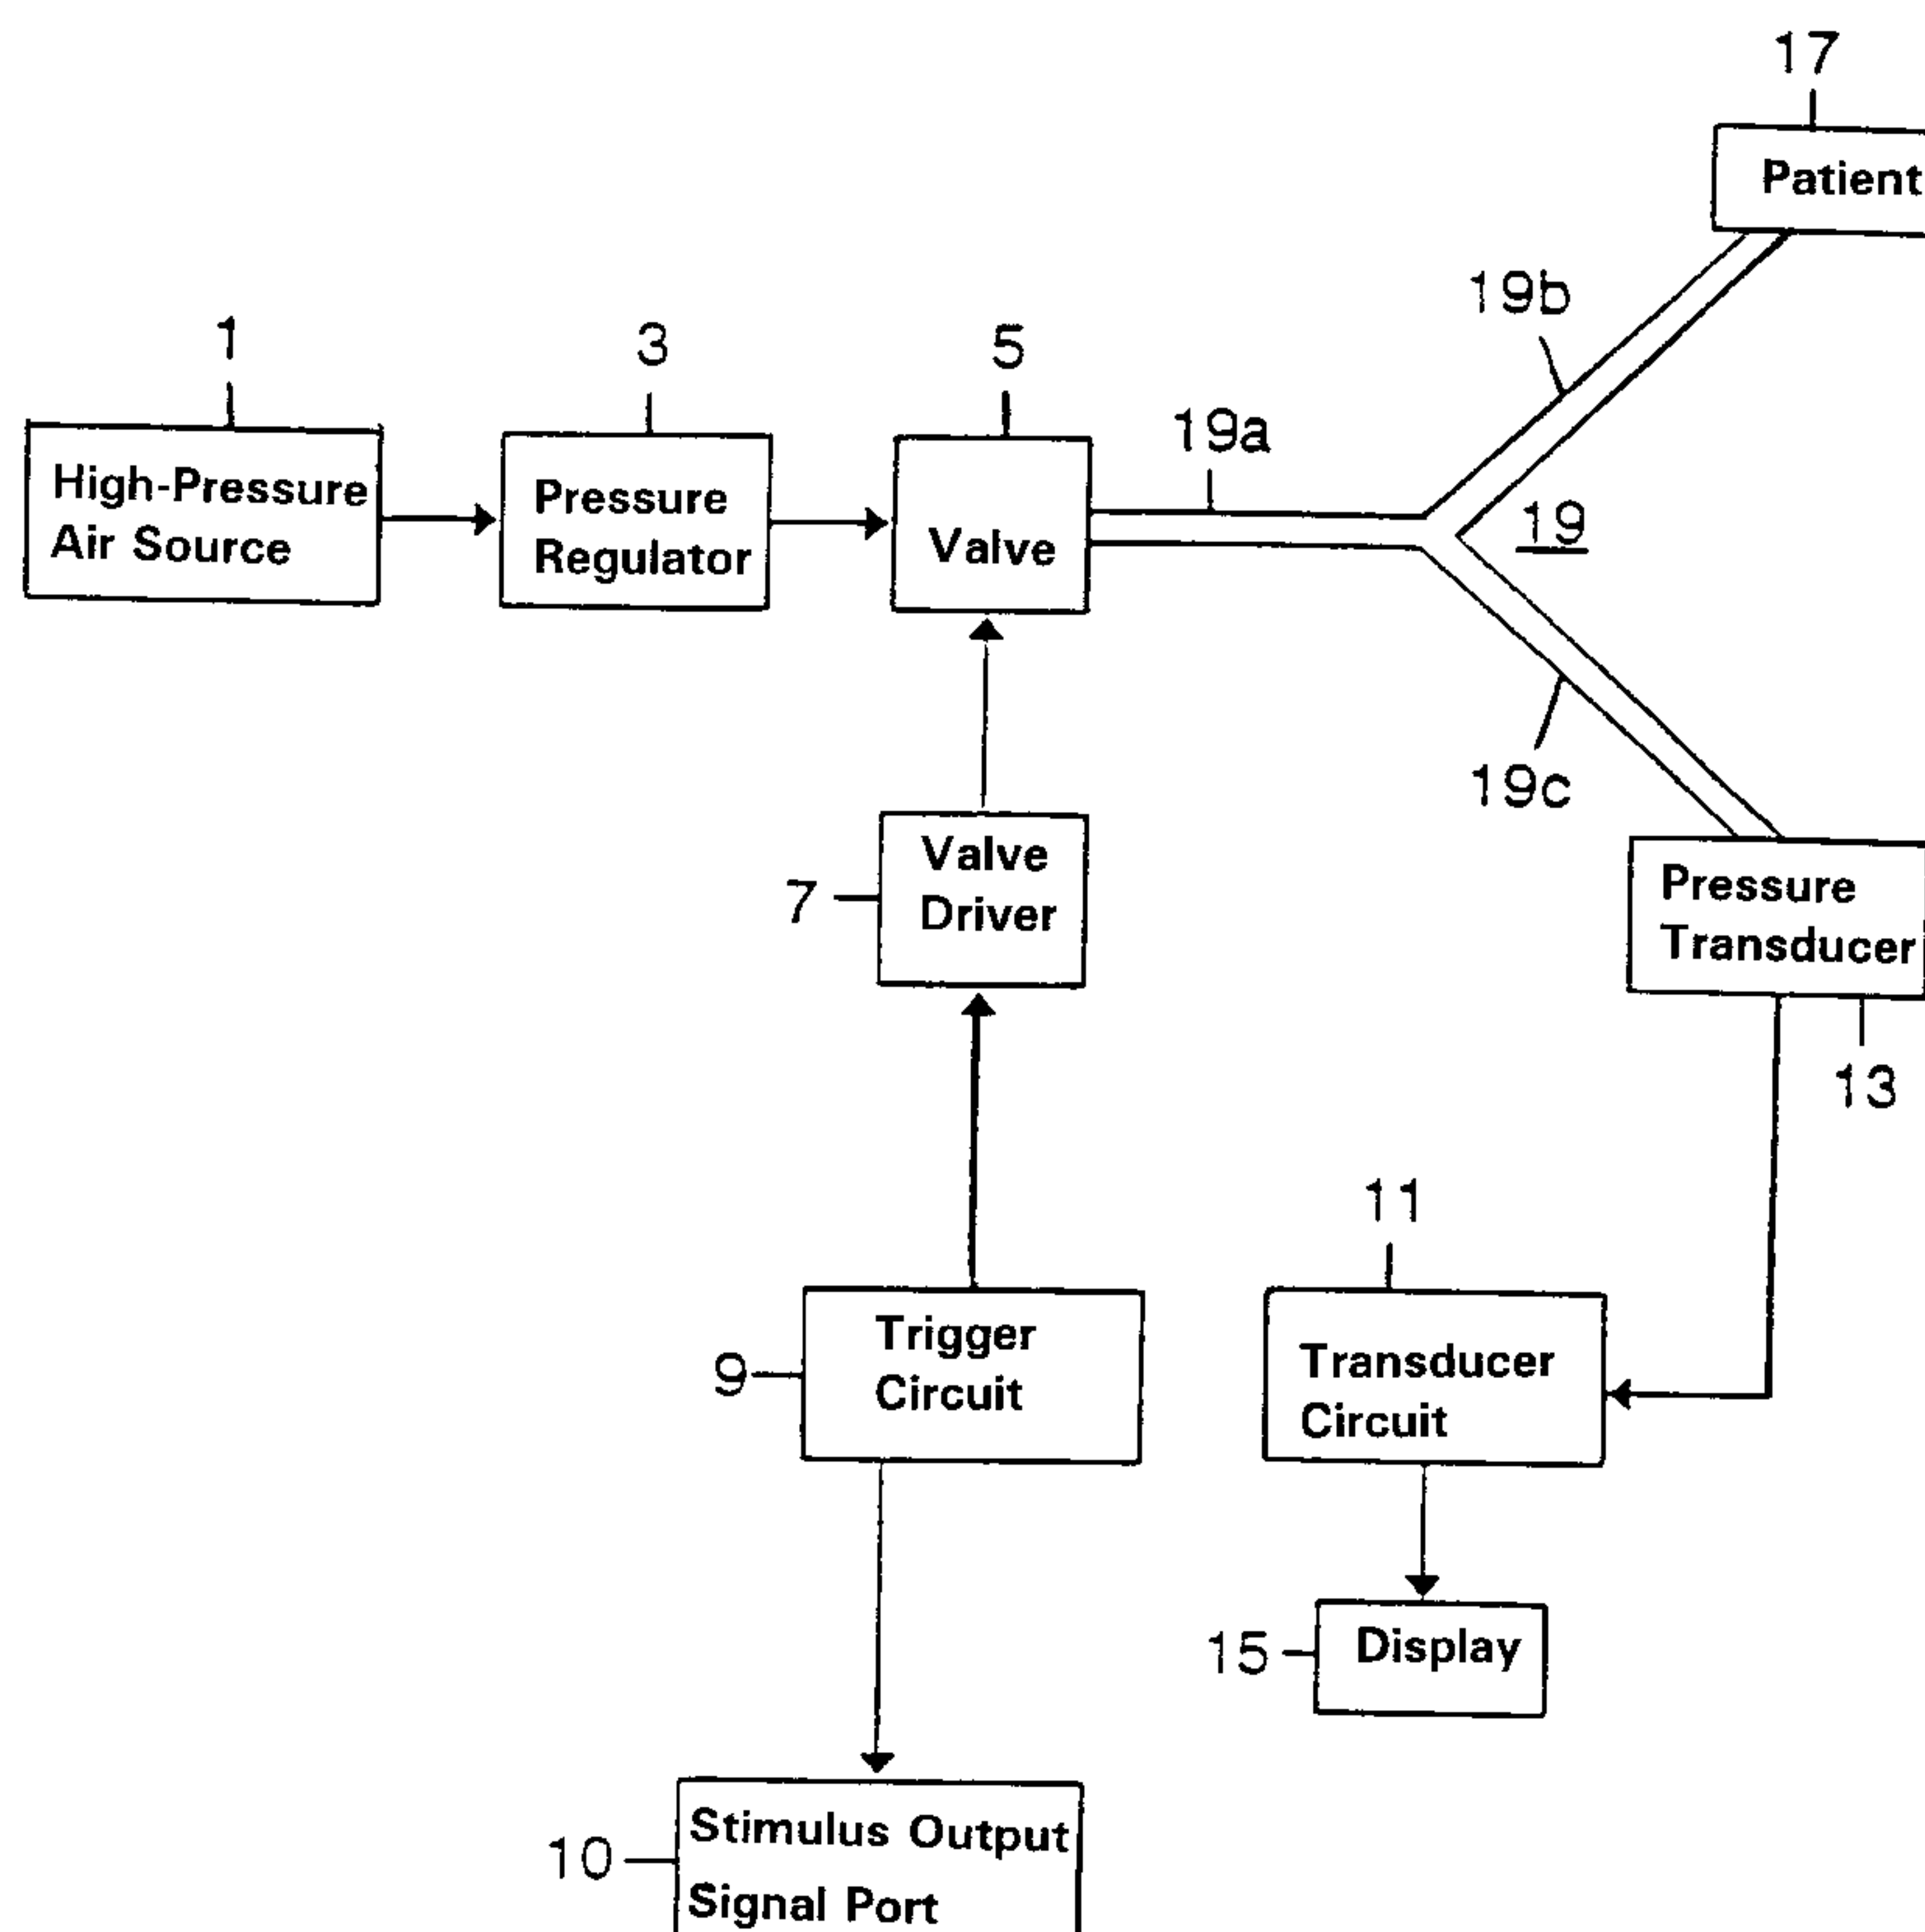 17
Patient
19b
1
3
5
19a
High-Pressure
Air Source
Pressure
Regulator
Valve
19
19c
Valve
Driver
7
Pressure
Transducer
13
11
Trigger
Circuit
9
Transducer
Circuit
15
Display
10
Stimulus Output
Signal Port